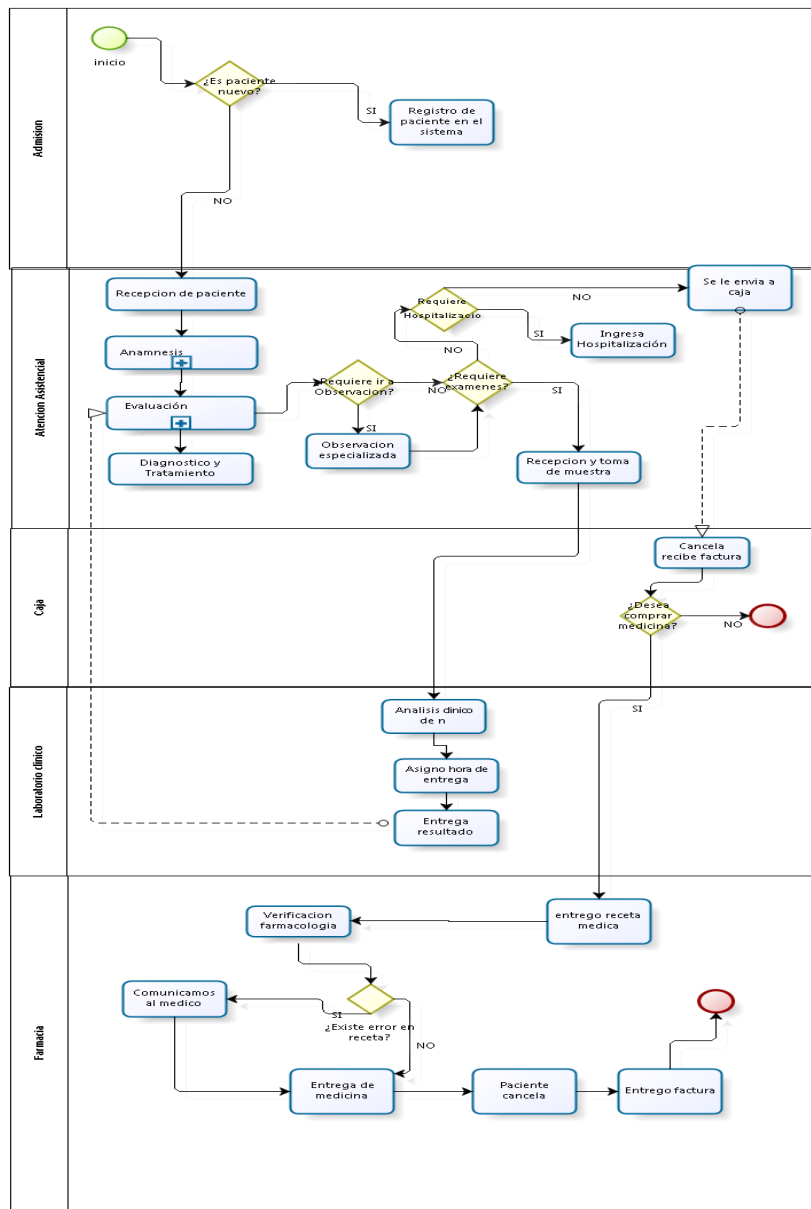 Admision
inicio
¿Es paciente
nuevo?
SI
Registro de
paciente en el
sistema
NO
Atencion Asistencial
Recepcion de paciente
Anamnesis
Evaluación
Diagnostico y
Tratamiento
Requiere ir a
Observacion?
NO
SI
Observacion
especializada
Requiere
Hospitalizacio
NO
SI
Ingresa
Hospitalización
Se le envia a
caja
¿Requiere
examenes?
NO
SI
Recepcion y toma
de muestra
Caja
Cancela
recibe factura
¿Desea
comprar
medicina?
NO
SI
Laboratorio clinico
Analisis clinico
de n
Asigno hora de
entrega
Entrega
resultado
Farmacia
entrego receta
medica
Verificacion
farmacologia
Comunicamos
al medico
SI
¿Existe error en
receta?
NO
Entrega de
medicina
Paciente
cancela
Entrego factura